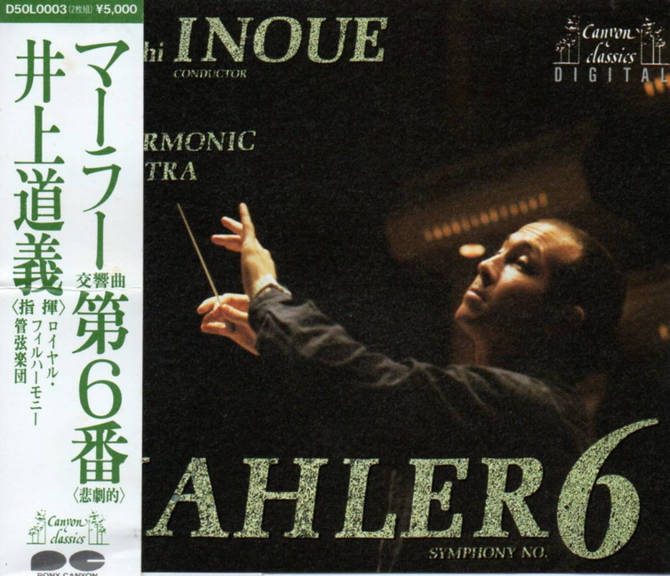 D50L0003(2枚組)¥5,000
マーラー
交響曲
第6番
〈悲劇的〉
井上道義
〈指揮〉
ロイヤル・
フィルハーモニー
管弦楽団
Canyon
classics
PONY CANYON
hi INOUE
CONDUCTOR
RMONIC
TRA
Canyon
classics
DIGITAL
AHLER 6
SYMPHONY NO.